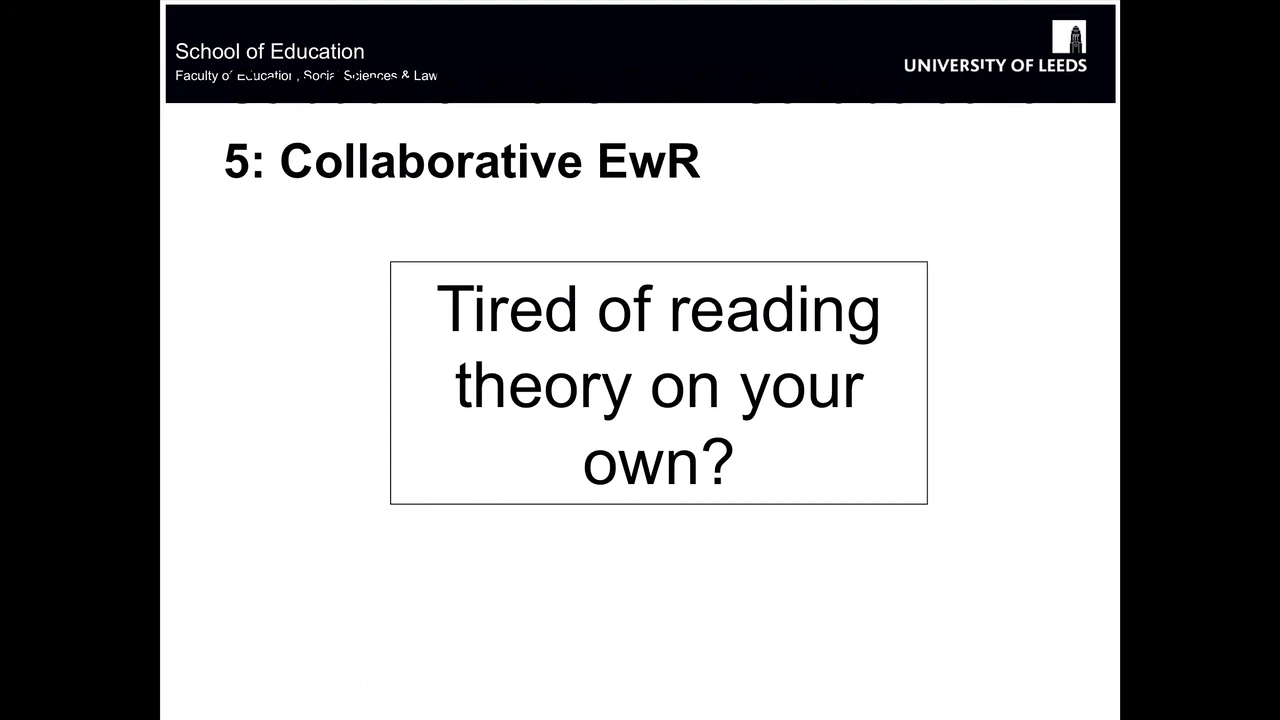 School of Education
Faculty of Education, Social Sciences & Law
UNIVERSITY OF LEEDS
5: Collaborative EwR
Tired of reading
theory on your
own?